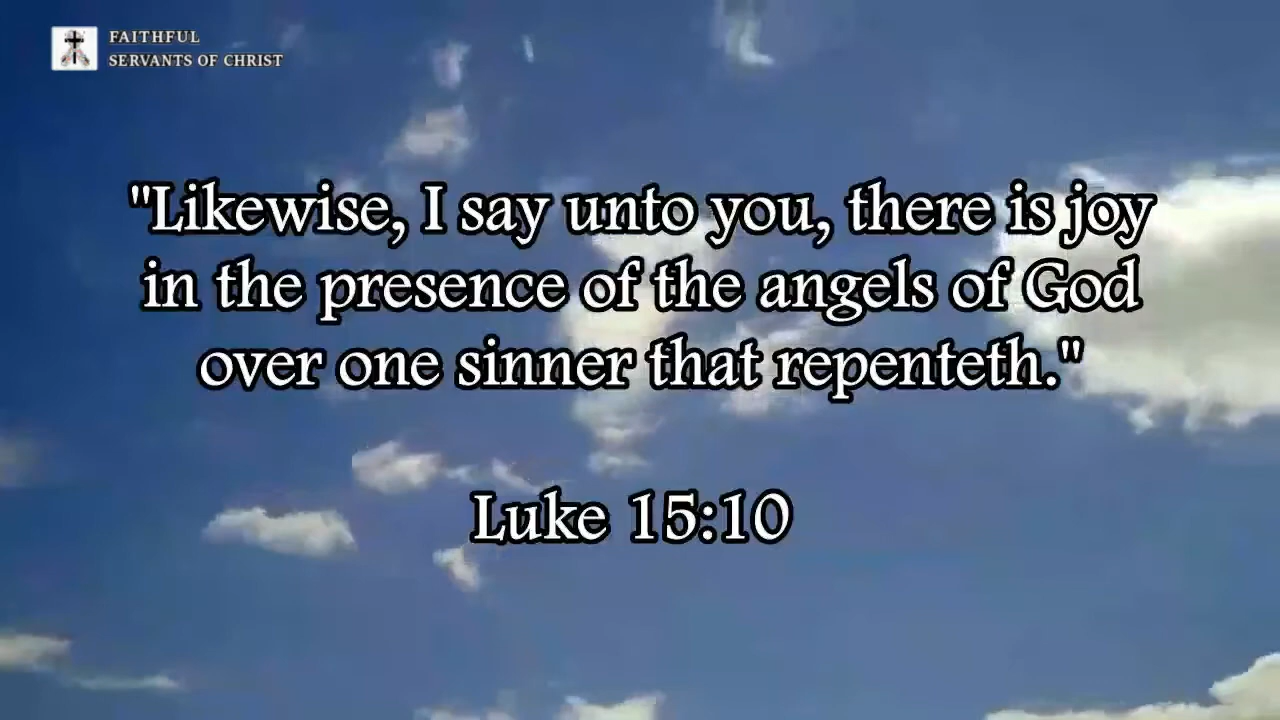 FAITHFUL
SERVANTS OF CHRIST
"Likewise, I say unto you, there is joy
in the presence of the angels of God
over one sinner that repenteth."
Luke 15:10